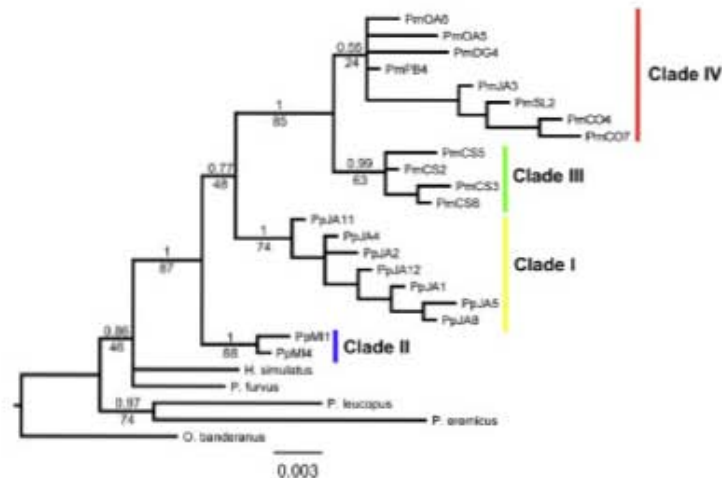 PmOA6
PmOA5
0.55
PmDG4
24
PmPB4
Clade IV
PmJA3
PmSL2
1
85
PmCO4
PmCO7
PmCS5
0.99
PmCS2
63
Clade III
0.77
48
PmCS3
PmCS6
PpJA11
1
74
PpJA4
PpJA2
1
87
PpJA12
Clade I
PpJA1
PpJA5
PpJA8
0.86
46
1
PpMI1
88
PpMI4
Clade II
H. simulatus
P. furvus
0.97
74
P. leucopus
P. eremicus
O. banderanus
0.003